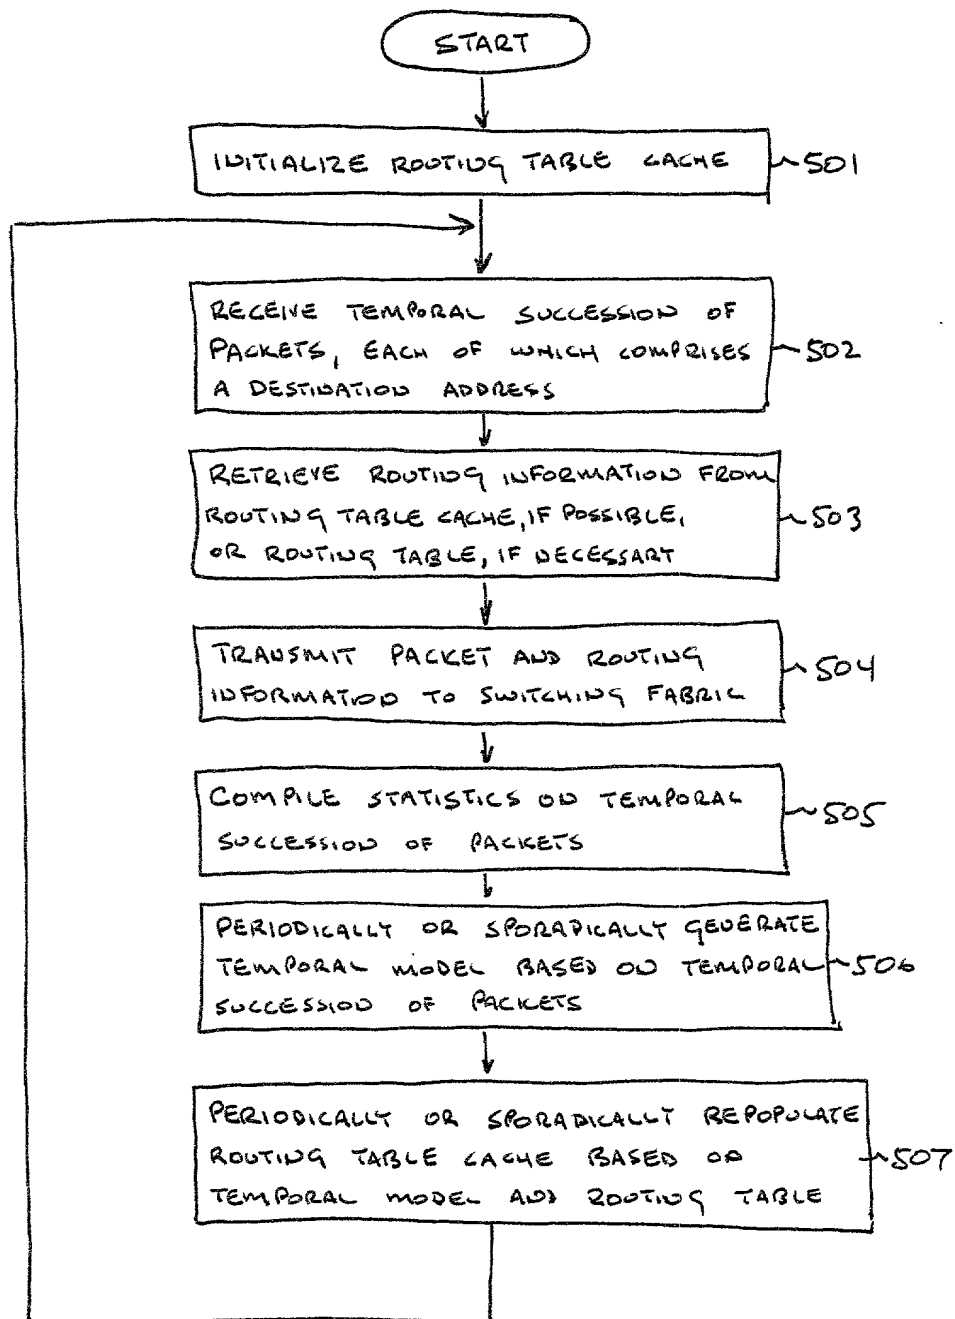 START
INITIALIZE ROUTING TABLE CACHE
501
RECEIVE TEMPORAL SUCCESSION OF
PACKETS, EACH OF WHICH COMPRISES
A DESTINATION ADDRESS
502
RETRIEVE ROUTING INFORMATION FROM
ROUTING TABLE CACHE, IF POSSIBLE,
OR ROUTING TABLE, IF NECESSARY
503
TRANSMIT PACKET AND ROUTING
INFORMATION TO SWITCHING FABRIC
504
COMPILE STATISTICS ON TEMPORAL
SUCCESSION OF PACKETS
505
PERIODICALLY OR SPORADICALLY GENERATE
TEMPORAL MODEL BASED ON TEMPORAL
SUCCESSION OF PACKETS
506
PERIODICALLY OR SPORADICALLY REPOPULATE
ROUTING TABLE CACHE BASED ON
TEMPORAL MODEL AND ROUTING TABLE
507